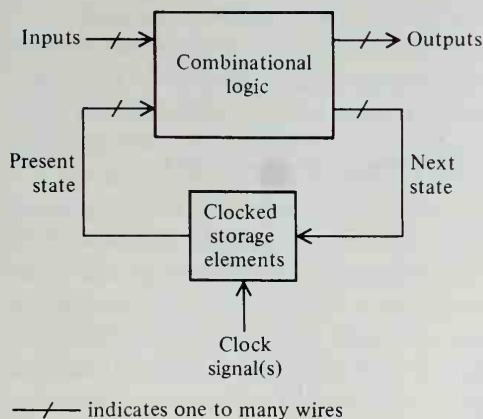 Inputs
Combinational
logic
Outputs
Present
state
Next
state
Clocked
storage
elements
Clock
signal(s)
indicates one to many wires